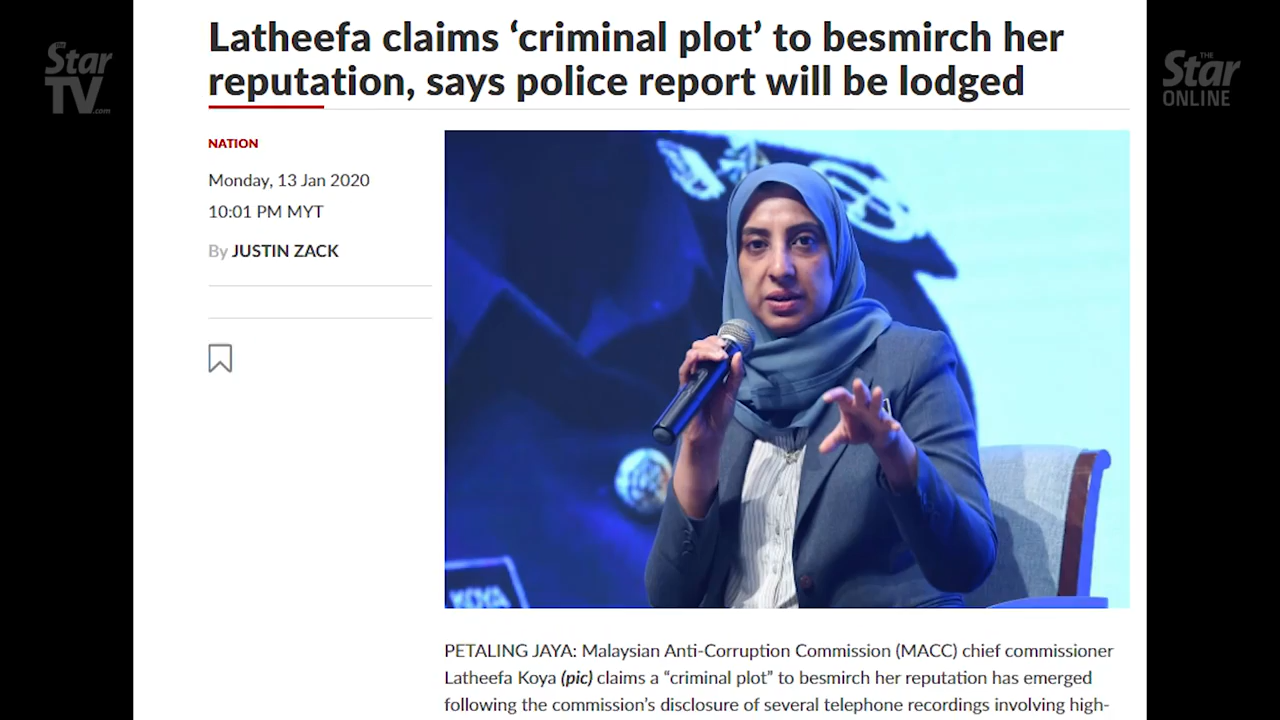 Latheefa claims ‘criminal plot’ to besmirch her
reputation, says police report will be lodged
The
Star
TV.com
THE
Star
ONLINE
NATION
Monday, 13 Jan 2020
10:01 PM MYT
By JUSTIN ZACK
KOYA
PETALING JAYA: Malaysian Anti-Corruption Commission (MACC) chief commissioner
Latheefa Koya (pic) claims a “criminal plot” to besmirch her reputation has emerged
following the commission’s disclosure of several telephone recordings involving high-